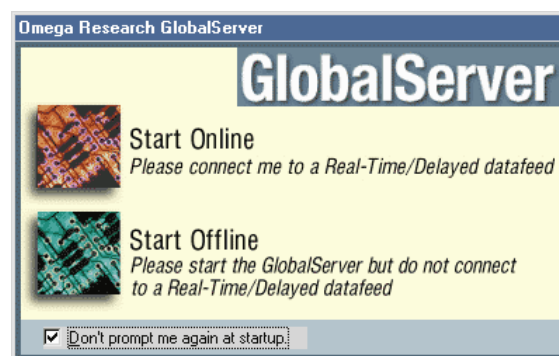 Omega Research GlobalServer
GlobalServer
Start Online
Please connect me to a Real-Time/Delayed datafeed
Start Offline
Please start the GlobalServer but do not connect
to a Real-Time/Delayed datafeed
Don't prompt me again at startup.